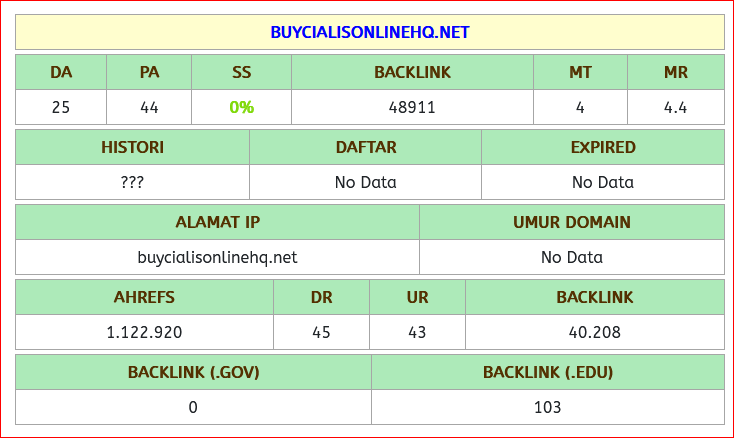 BUYCIALISONLINEHQ.NET
DA PA SS BACKLINK MT MR
25 44 0% 48911 4 4.4
HISTORI DAFTAR EXPIRED
??? No Data No Data
ALAMAT IP UMUR DOMAIN
buycialisonlinehq.net No Data
AHREFS DR UR BACKLINK
1.122.920 45 43 40.208
BACKLINK (.GOV) BACKLINK (.EDU)
0 103